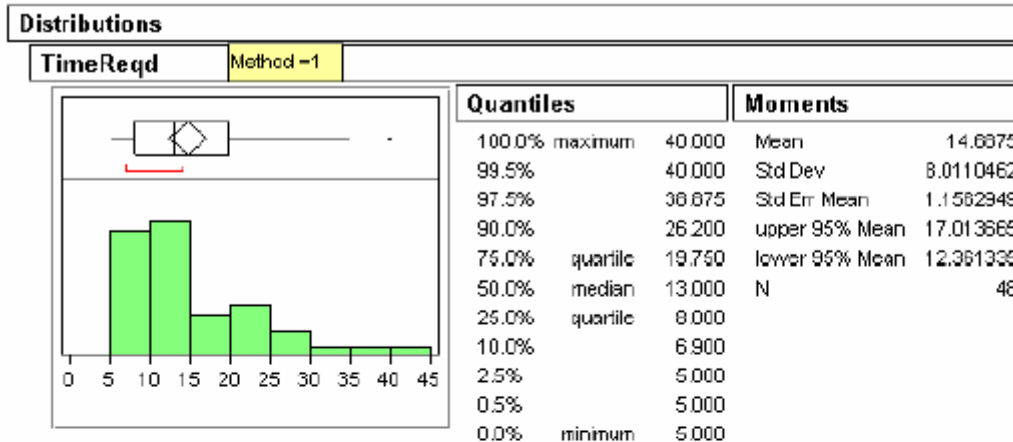 Distributions
TimeReqd Method =1
Quantiles
100.0% maximum 40.000
99.5% 40.000
97.5% 38.875
90.0% 26.200
75.0% quartile 19.750
50.0% median 13.000
25.0% quartile 8.000
10.0% 6.900
2.5% 5.000
0.5% 5.000
0.0% minimum 5.000
Moments
Mean 14.6875
Std Dev 8.0110462
Std Err Mean 1.1562949
upper 95% Mean 17.013665
lower 95% Mean 12.361335
N 48
0 5 10 15 20 25 30 35 40 45